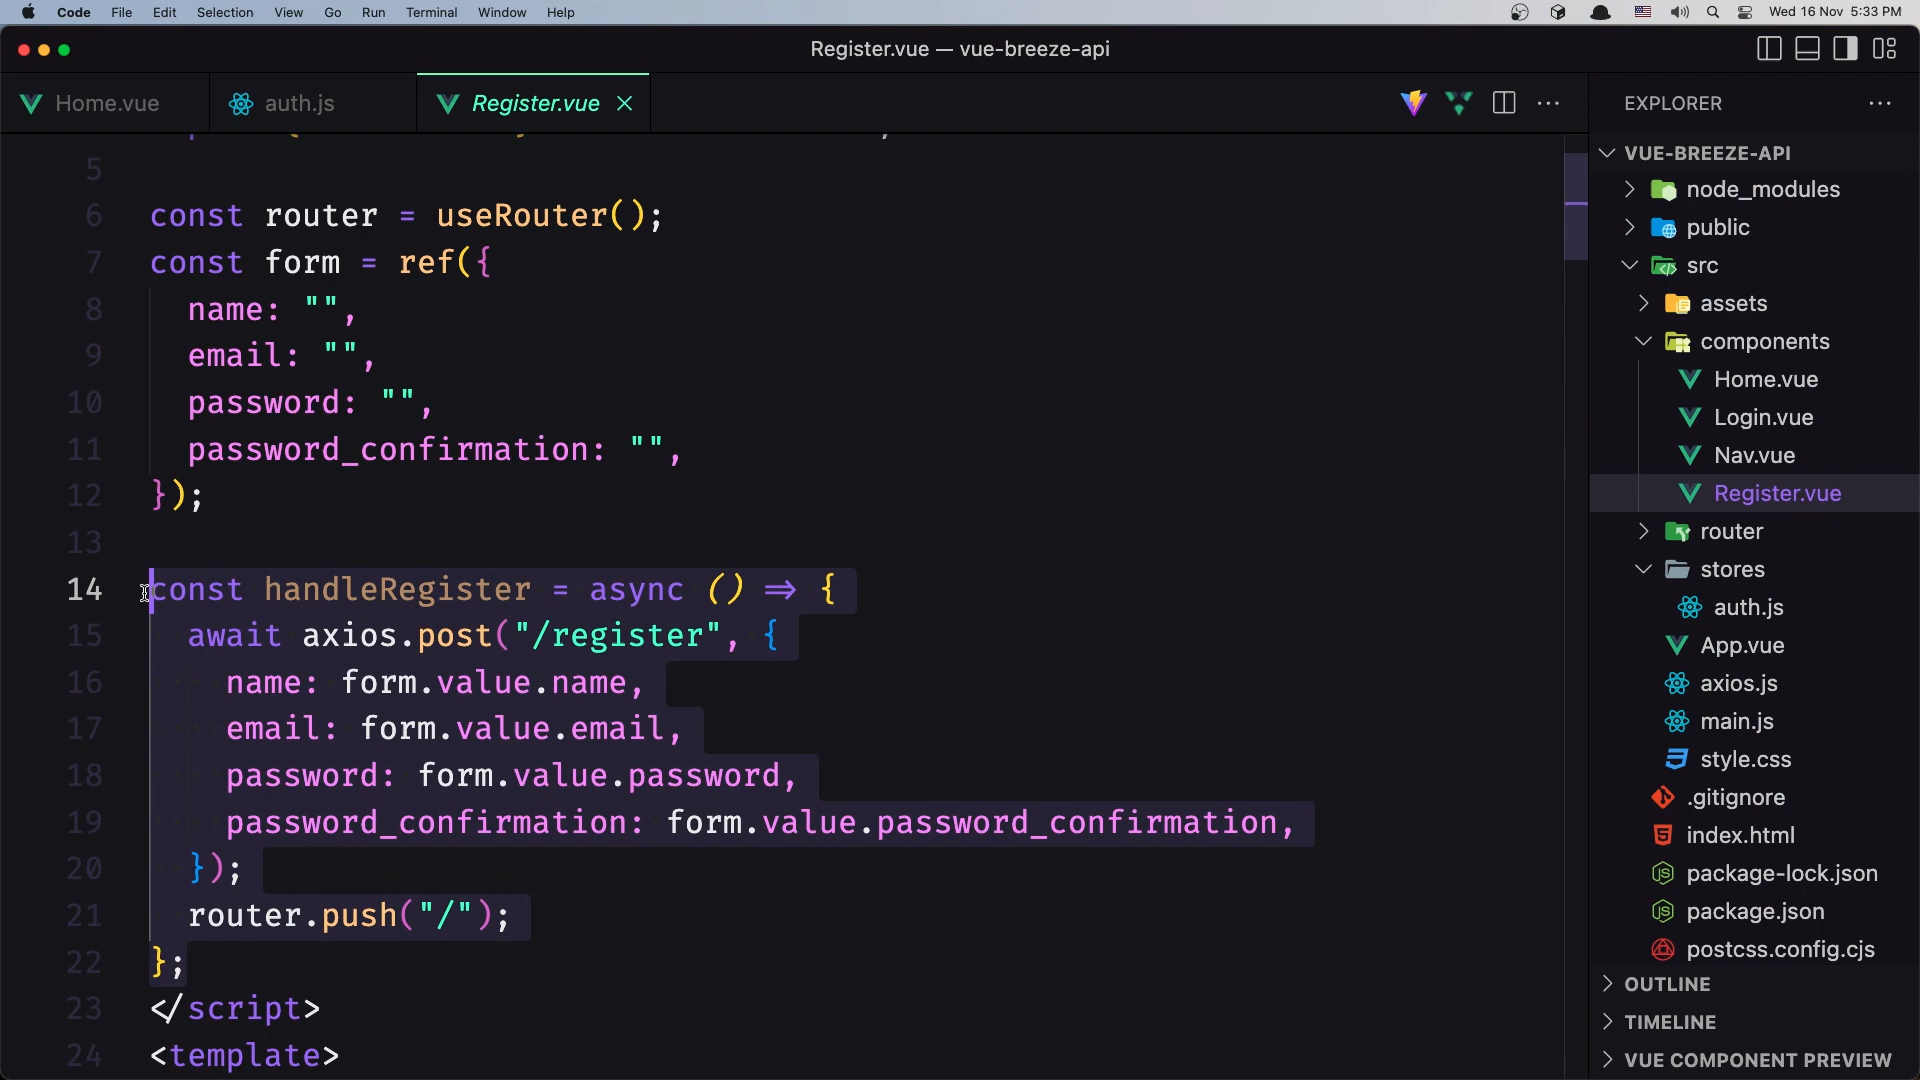 Code File Edit Selection View Go Run Terminal Window Help Wed 16 Nov 5:33 PM
Register.vue — vue-breeze-api
Home.vue auth.js Register.vue
5
6 const router = useRouter();
7 const form = ref({
8 name: "",
9 email: "",
10 password: "",
11 password_confirmation: "",
12 });
13
14 const handleRegister = async () => {
15 await axios.post("/register", {
16 name: form.value.name,
17 email: form.value.email,
18 password: form.value.password,
19 password_confirmation: form.value.password_confirmation,
20 });
21 router.push("/");
22 };
23 </script>
24 <template>
EXPLORER
VUE-BREEZE-API
node_modules
public
src
assets
components
Home.vue
Login.vue
Nav.vue
Register.vue
router
stores
auth.js
App.vue
axios.js
main.js
style.css
.gitignore
index.html
package-lock.json
package.json
postcss.config.cjs
OUTLINE
TIMELINE
VUE COMPONENT PREVIEW